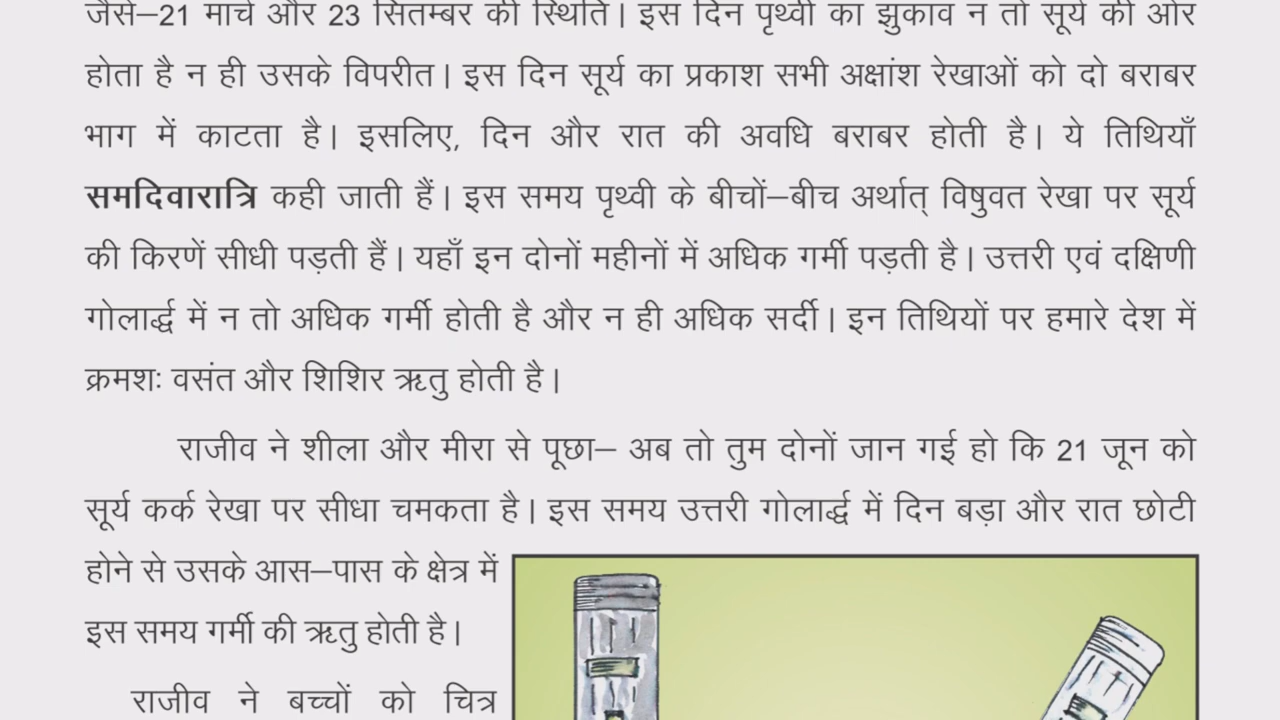 जैसे–21 मार्च और 23 सितम्बर की स्थिति। इस दिन पृथ्वी का झुकाव न तो सूर्य की ओर
होता है न ही उसके विपरीत। इस दिन सूर्य का प्रकाश सभी अक्षांश रेखाओं को दो बराबर
भाग में काटता है। इसलिए, दिन और रात की अवधि बराबर होती है। ये तिथियाँ
समदिवारात्रि कही जाती हैं। इस समय पृथ्वी के बीचों–बीच अर्थात् विषुवत रेखा पर सूर्य
की किरणें सीधी पड़ती हैं। यहाँ इन दोनों महीनों में अधिक गर्मी पड़ती है। उत्तरी एवं दक्षिणी
गोलार्द्ध में न तो अधिक गर्मी होती है और न ही अधिक सर्दी। इन तिथियों पर हमारे देश में
क्रमशः वसंत और शिशिर ऋतु होती है।
राजीव ने शीला और मीरा से पूछा– अब तो तुम दोनों जान गई हो कि 21 जून को
सूर्य कर्क रेखा पर सीधा चमकता है। इस समय उत्तरी गोलार्द्ध में दिन बड़ा और रात छोटी
होने से उसके आस–पास के क्षेत्र में
इस समय गर्मी की ऋतु होती है।
राजीव ने बच्चों को चित्र